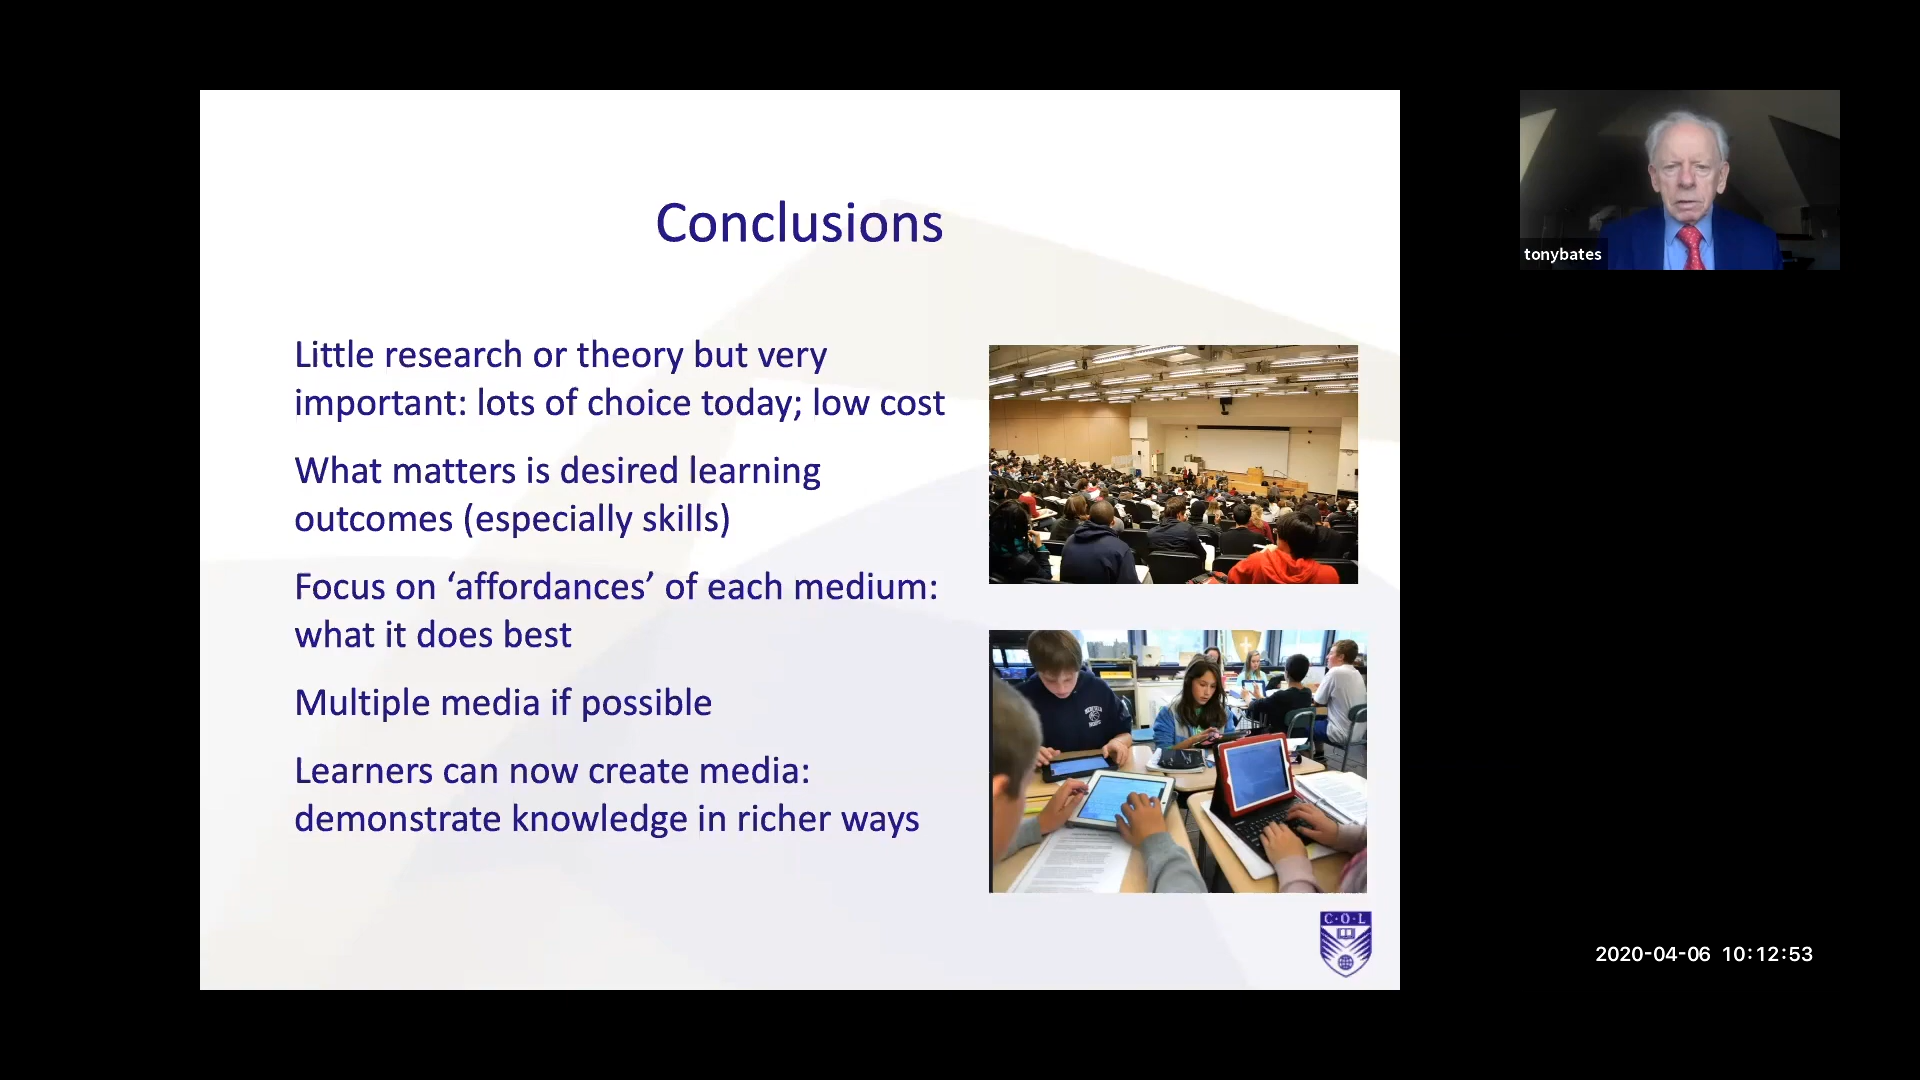 Conclusions
Little research or theory but very
important: lots of choice today; low cost
What matters is desired learning
outcomes (especially skills)
Focus on ‘affordances’ of each medium:
what it does best
Multiple media if possible
Learners can now create media:
demonstrate knowledge in richer ways
C·O·L
tonybates
2020-04-06 10:12:53